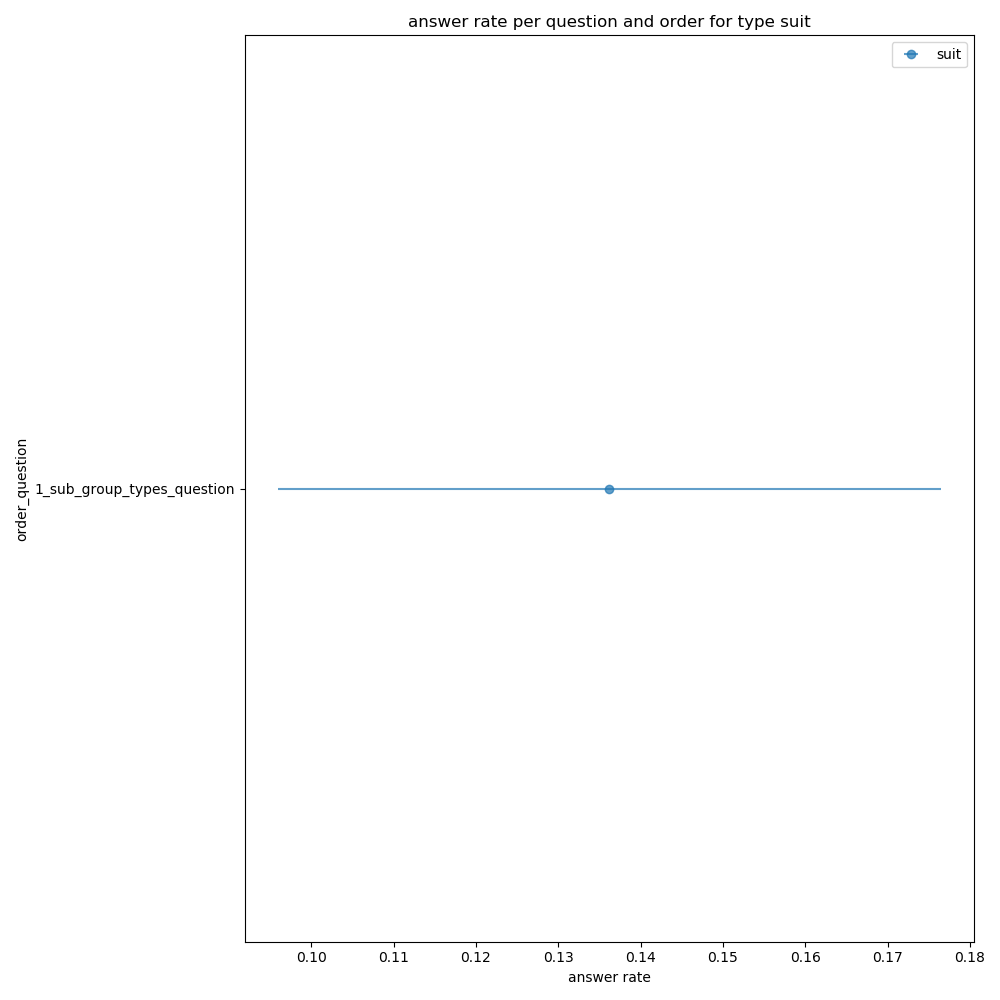 answer rate per question and order for type suit
suit
order_question
1_sub_group_types_question
0.10 0.11 0.12 0.13 0.14 0.15 0.16 0.17 0.18
answer rate